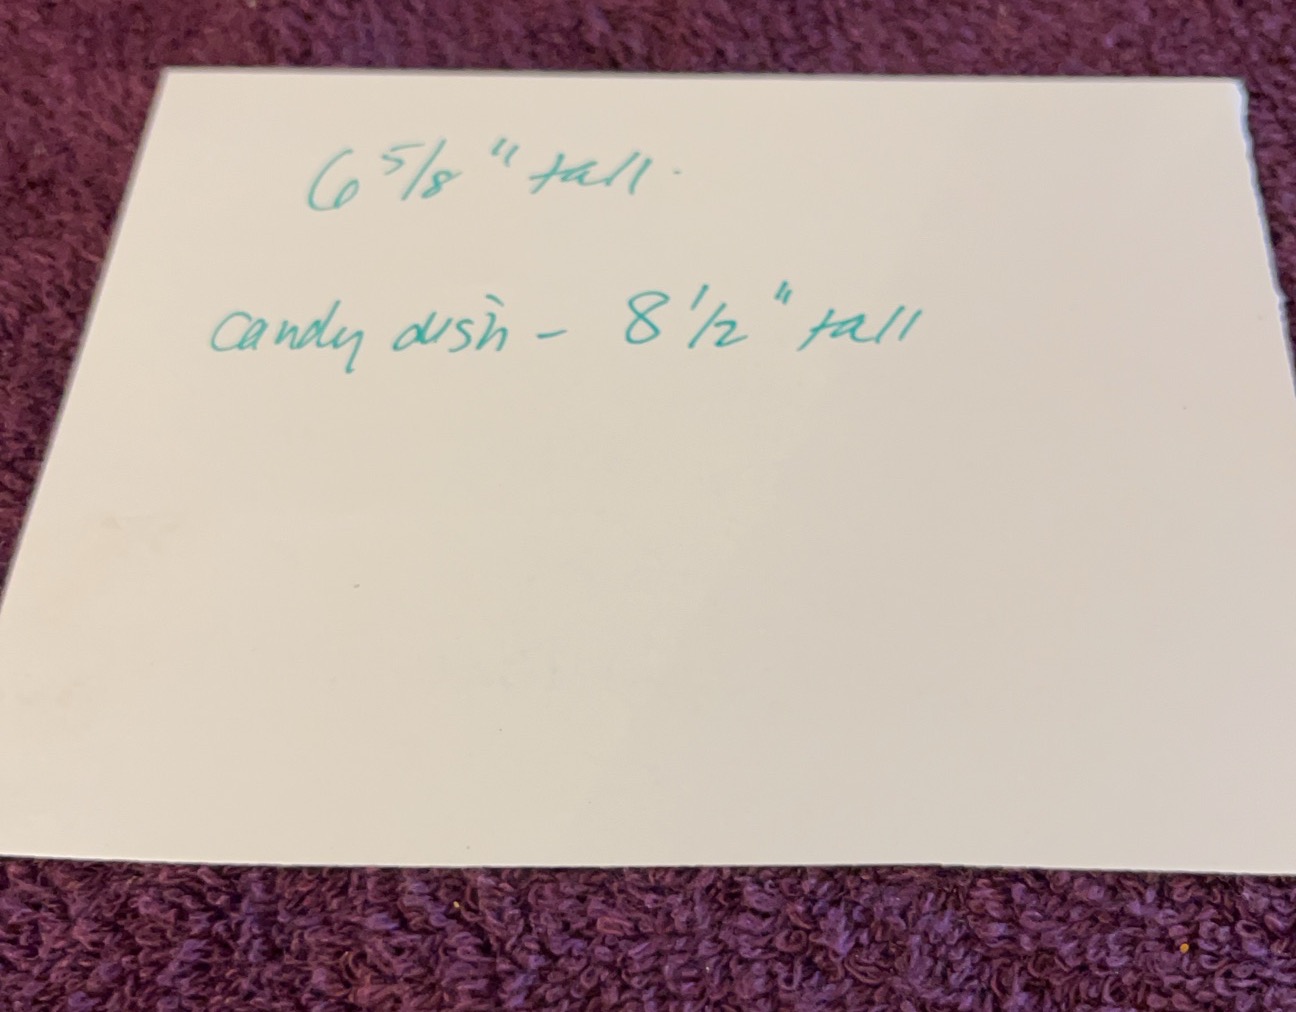 6 5/8 " tall.
candy dish - 8 1/2 " tall